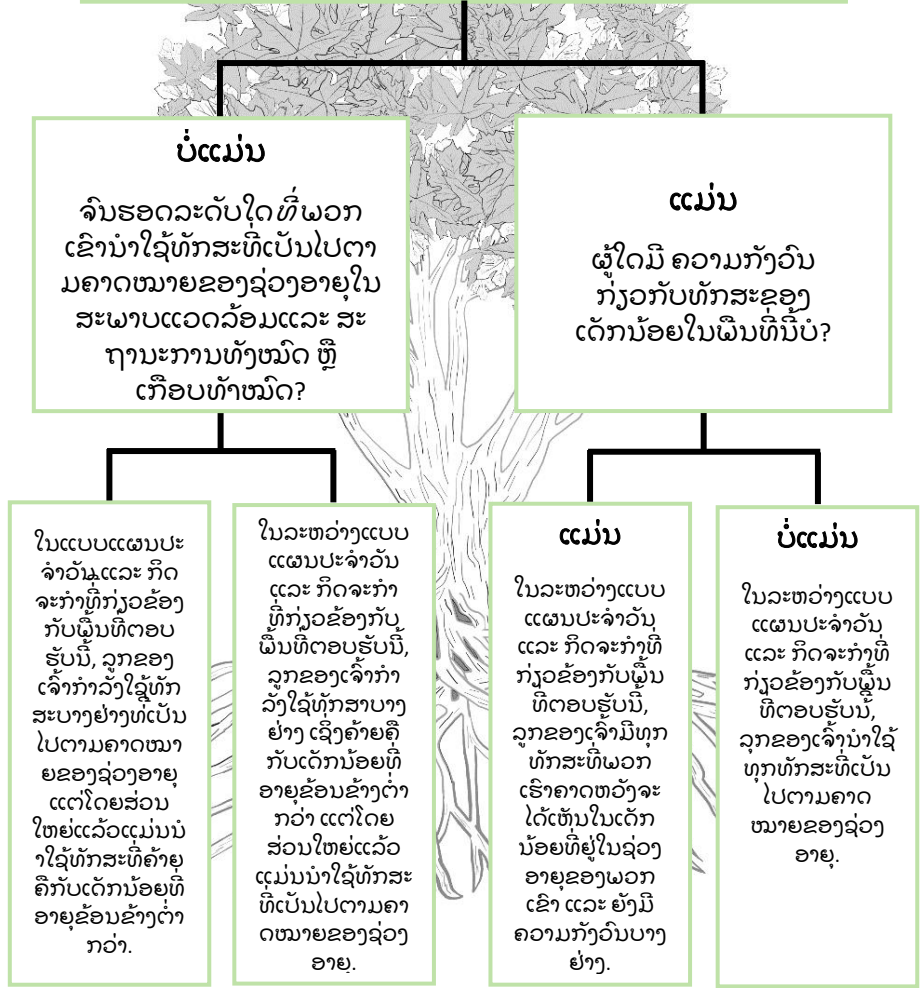 ບໍ່ແມ່ນ
ຈົນຮອດລະດັບໃດທີ່ພວກ
ເຂົານໍາໃຊ້ທັກສະທີ່ເປັນໄປຕາ
ມຄາດໝາຍຂອງຊ່ວງອາຍຸໃນ
ສະພາບແວດລ້ອມແລະ ສະ
ຖານະການທັງໝົດ ຫຼື
ເກືອບທັາໝົດ?
ແມ່ນ
ຜູ້ໃດມີ ຄວາມກັງວົນ
ກ່ຽວກັບທັກສະຂອງ
ເດັກນ້ອຍໃນພືນທີ່ນີ້ບໍ?
ໃນແບບແຜນປະ
ຈໍາວັນ ແລະ ກິດ
ຈະກໍາທີ່ກ່ຽວຂ້ອງ
ກັບພື້ນທີ່ຕອບ
ຮັບນີ້, ລູກຂອງ
ເຈົ້າກໍາລັງໃຊ້ທັກ
ສະບາງຢ່າງທີ່ເປັນ
ໄປຕາມຄາດໝາ
ຍຂອງຊ່ວງອາຍຸ
ແຕ່ໂດຍສ່ວນ
ໃຫຍ່ແລ້ວແມ່ນນໍ
າໃຊ້ທັກສະທີ່ຄ້າຍ
ຄືກັບເດັກນ້ອຍທີ່
ອາຍຸຂ້ອນຂ້າງຕໍ່າ
ກວ່າ.
ໃນລະຫວ່າງແບບ
ແຜນປະຈໍາວັນ
ແລະ ກິດຈະກໍາ
ທີ່ກ່ຽວຂ້ອງກັບ
ພື້ນທີ່ຕອບຮັບນີ້,
ລູກຂອງເຈົ້າກໍາ
ລັງໃຊ້ທັກສາບາງ
ຢ່າງ ເຊິ່ງຄ້າຍຄື
ກັບເດັກນ້ອຍທີ່
ອາຍຸຂ້ອນຂ້າງຕໍ່າ
ກວ່າ ແຕ່ໂດຍ
ສ່ວນໃຫຍ່ແລ້ວ
ແມ່ນນໍາໃຊ້ທັກສະ
ທີ່ເປັນໄປຕາມຄາ
ດໝາຍຂອງຊ່ວງ
ອາຍຸ.
ແມ່ນ
ໃນລະຫວ່າງແບບ
ແຜນປະຈໍາວັນ
ແລະ ກິດຈະກໍາທີ່
ກ່ຽວຂ້ອງກັບພື້ນ
ທີ່ຕອບຮັບນີ້,
ລູກຂອງເຈົ້າມີທຸກ
ທັກສະທີ່ພວກ
ເຮົາຄາດຫວັງຈະ
ໄດ້ເຫັນໃນເດັກ
ນ້ອຍທີ່ຢູ່ໃນຊ່ວງ
ອາຍຸຂອງພວກ
ເຂົາ ແລະ ຍັງມີ
ຄວາມກັງວົນບາງ
ຢ່າງ.
ບໍ່ແມ່ນ
ໃນລະຫວ່າງແບບ
ແຜນປະຈໍາວັນ
ແລະ ກິດຈະກໍາທີ່
ກ່ຽວຂ້ອງກັບພື້ນ
ທີ່ຕອບຮັບນີ້,
ລູກຂອງເຈົ້ານໍາໃຊ້
ທຸກທັກສະທີ່ເປັນ
ໄປຕາມຄາດ
ໝາຍຂອງຊ່ວງ
ອາຍຸ.